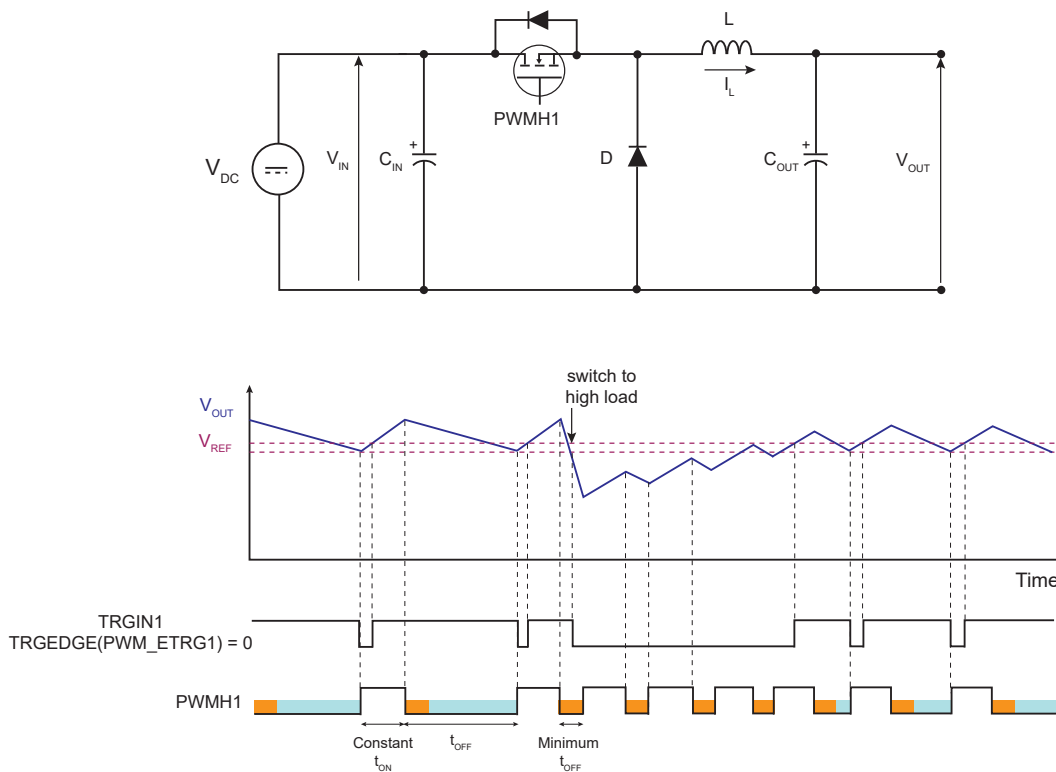 L
I_L
PWMH1
V_DC
V_IN
+
C_IN
D
+
C_OUT
V_OUT
switch to
high load
V_OUT
V_REF
Time
TRGIN1
TRGEDGE(PWM_ETRG1) = 0
PWMH1
Constant
t_ON
t_OFF
Minimum
t_OFF